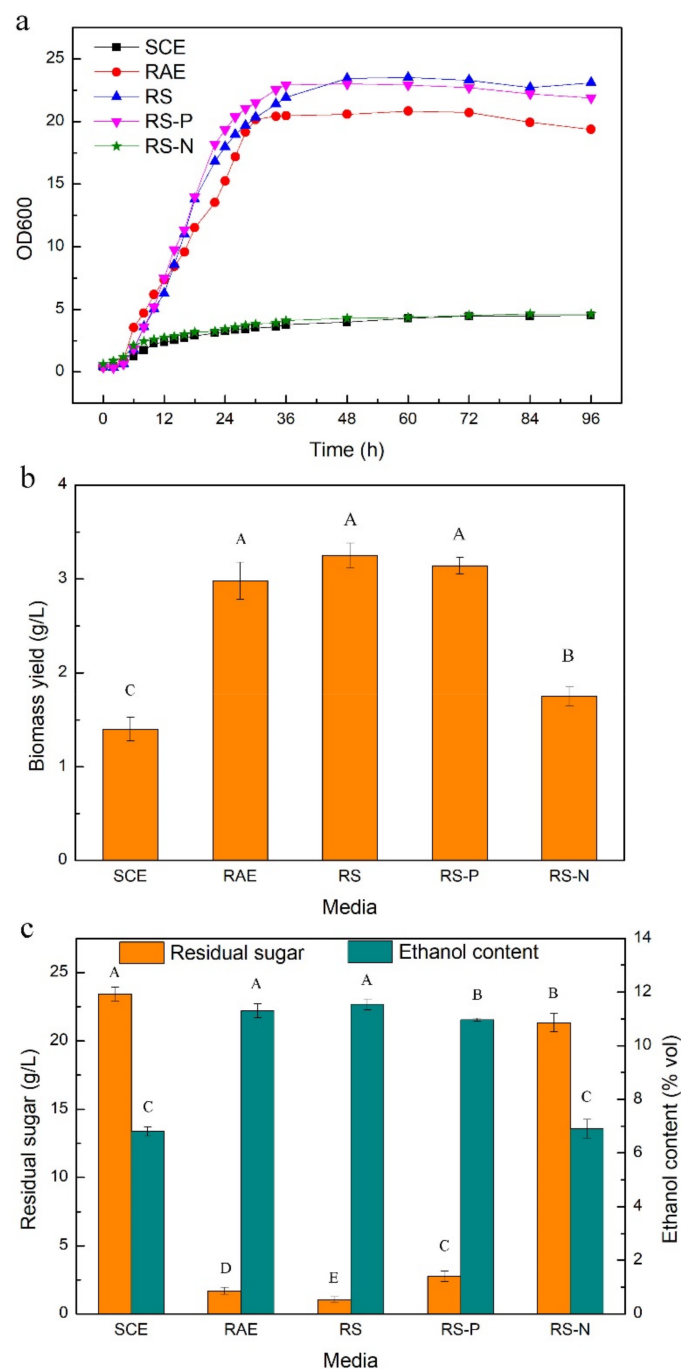 a
SCE
RAE
RS
RS-P
RS-N
25
20
15
10
5
0
OD600
0 12 24 36 48 60 72 84 96
Time (h)
b
4
3
2
1
0
Biomass yield (g/L)
C A A A B
SCE RAE RS RS-P RS-N
Media
c
Residual sugar Ethanol content
25
20
15
10
5
0
Residual sugar (g/L)
14
12
10
8
6
4
2
0
Ethanol content (% vol)
A C D A E A C B B C
SCE RAE RS RS-P RS-N
Media